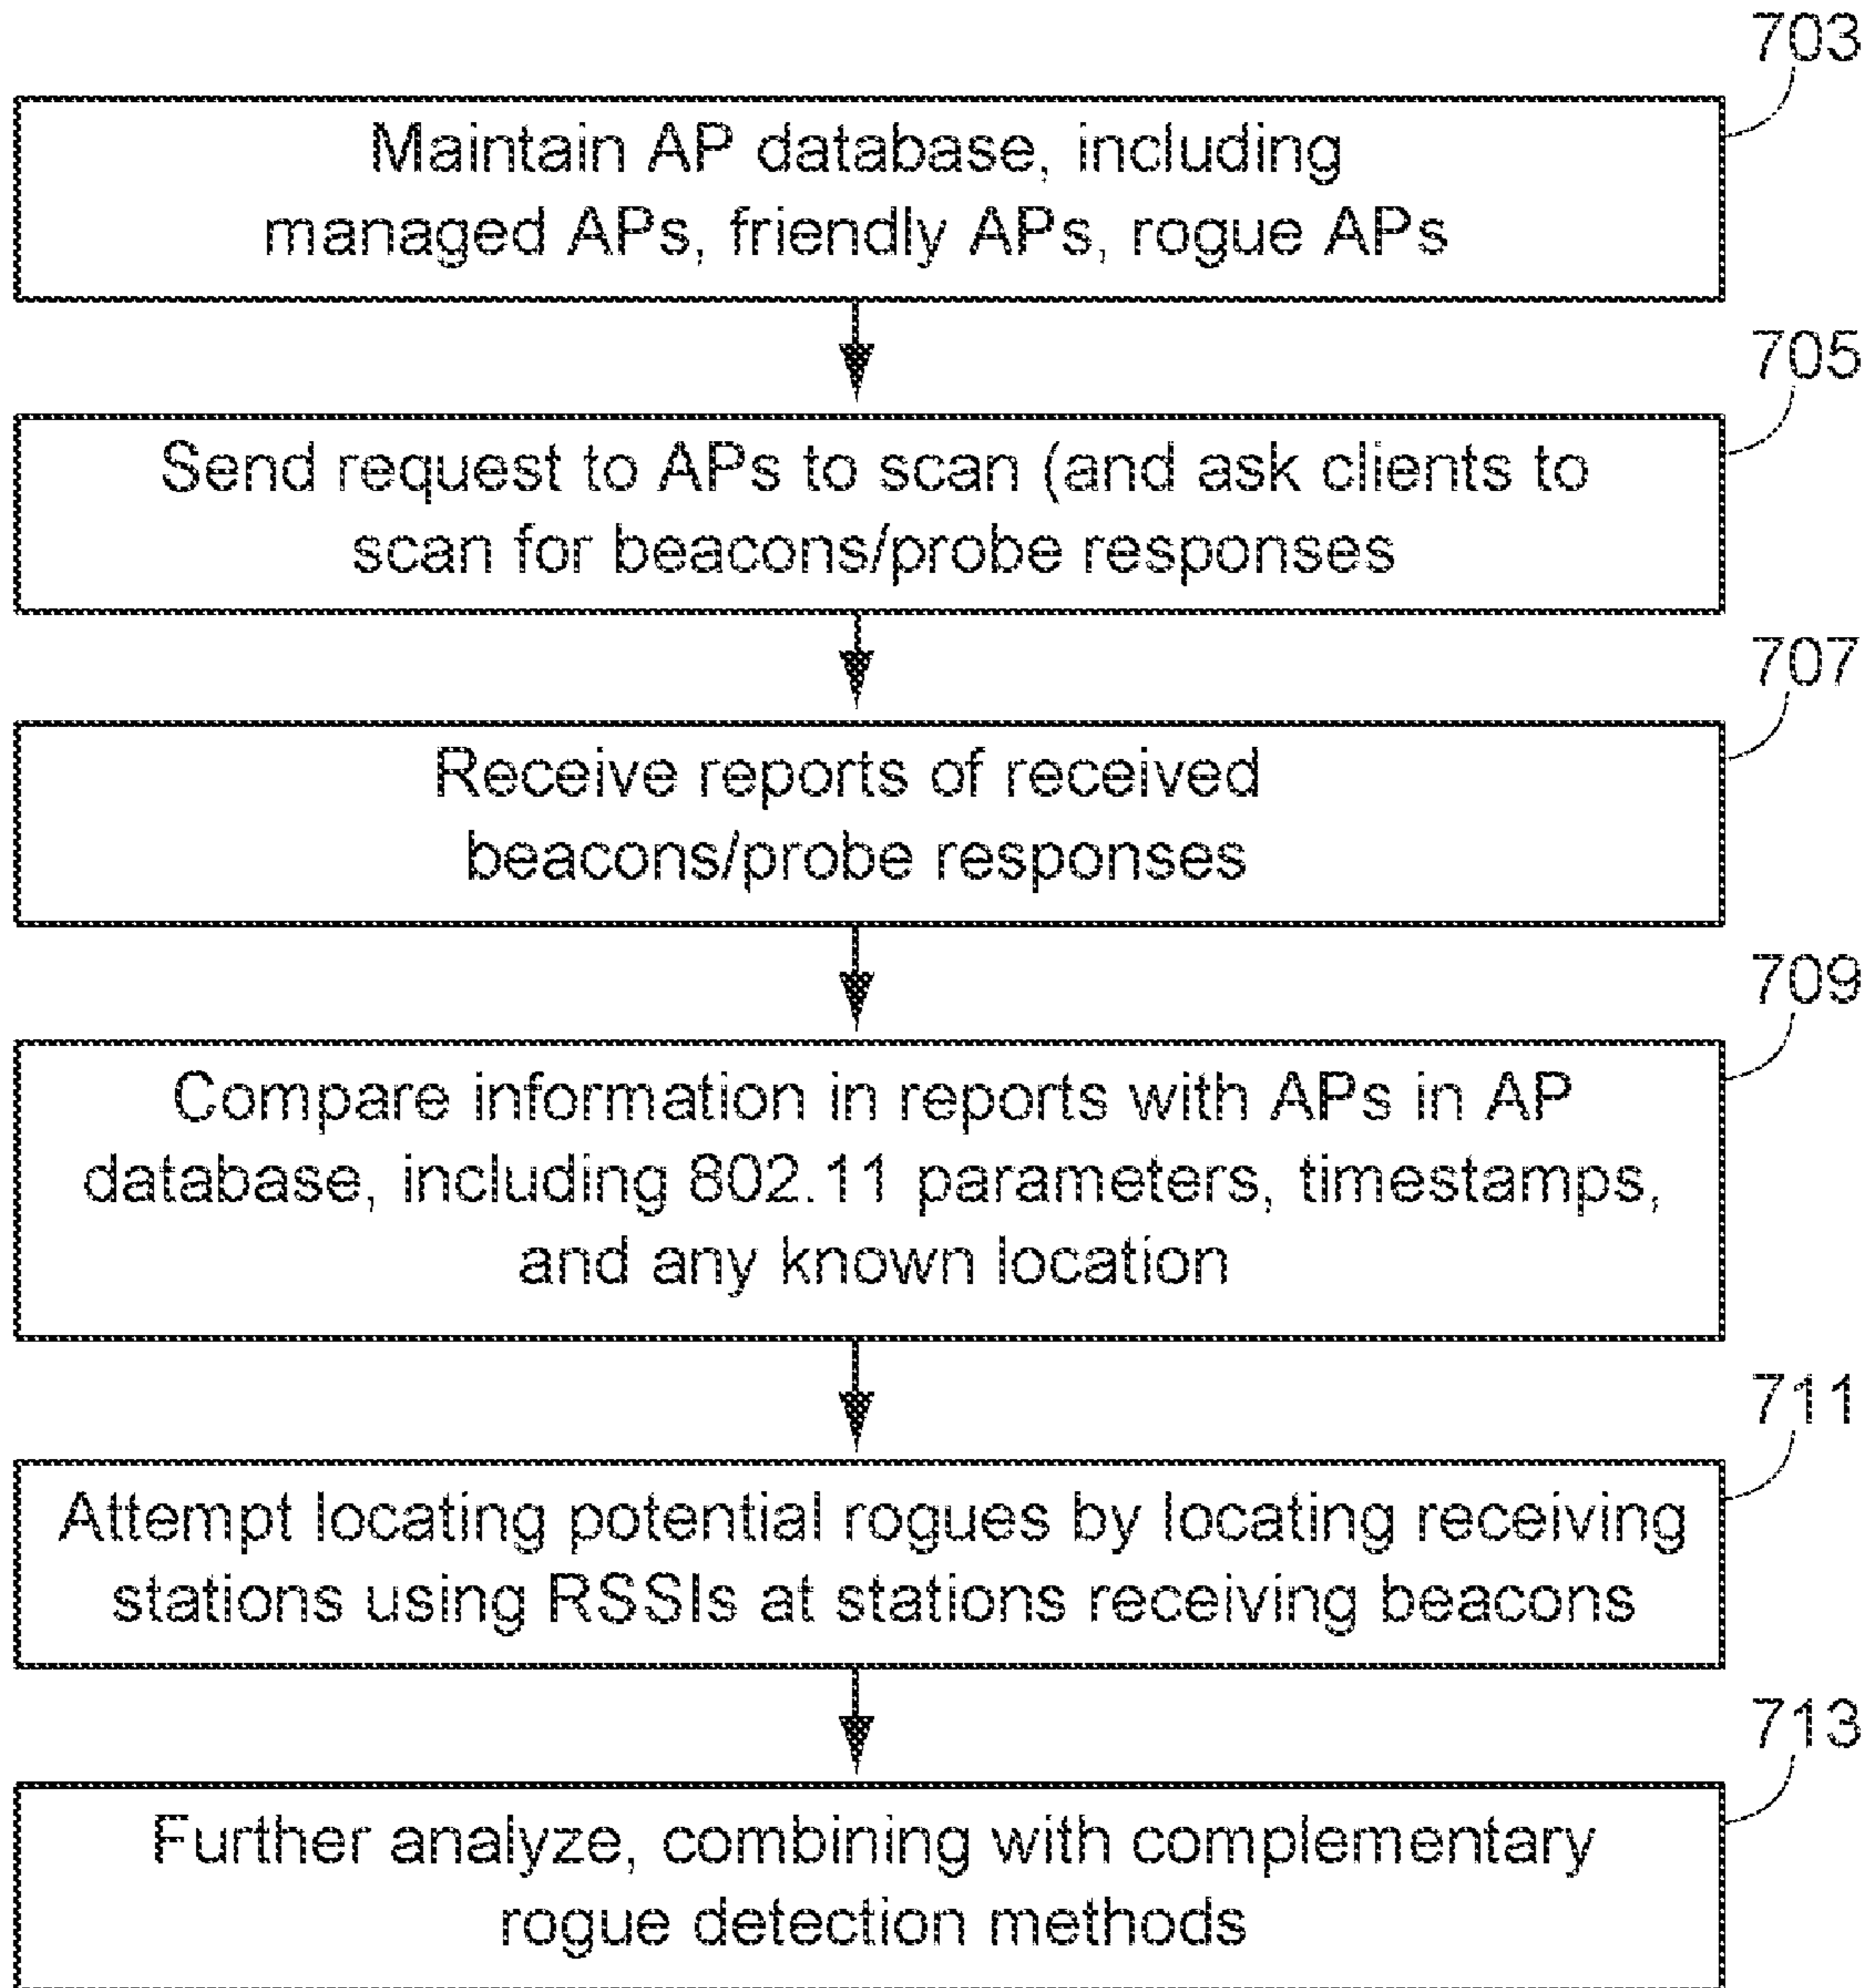 703
Maintain AP database, including
managed APs, friendly APs, rogue APs
705
Send request to APs to scan (and ask clients to
scan for beacons/probe responses
707
Receive reports of received
beacons/probe responses
709
Compare information in reports with APs in AP
database, including 802.11 parameters, timestamps,
and any known location
711
Attempt locating potential rogues by locating receiving
stations using RSSIs at stations receiving beacons
713
Further analyze, combining with complementary
rogue detection methods